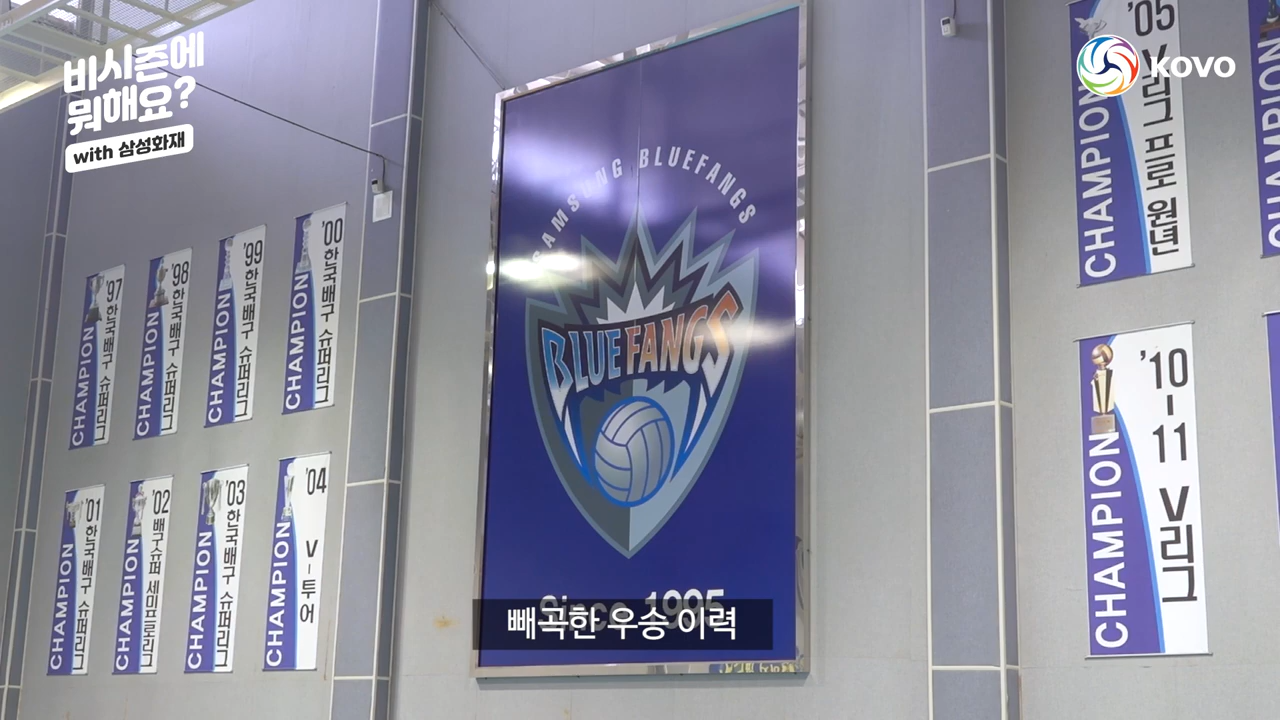 비시즌에
뭐해요?
with 삼성화재
KOVO
SAMSUNG BLUEFANGS
BLUE FANGS
Since 1995
빼곡한 우승 이력
CHAMPION '97 한국배구 슈퍼리그
CHAMPION '98 한국배구 슈퍼리그
CHAMPION '99 한국배구 슈퍼리그
CHAMPION '00 한국배구 슈퍼리그
CHAMPION '01 한국배구 슈퍼리그
CHAMPION '02 배구슈퍼 세미프로리그
CHAMPION '03 한국배구 슈퍼리그
CHAMPION '04 V-투어
CHAMPION '05 V리그 프로 원년
CHAMPION '10-11 V리그